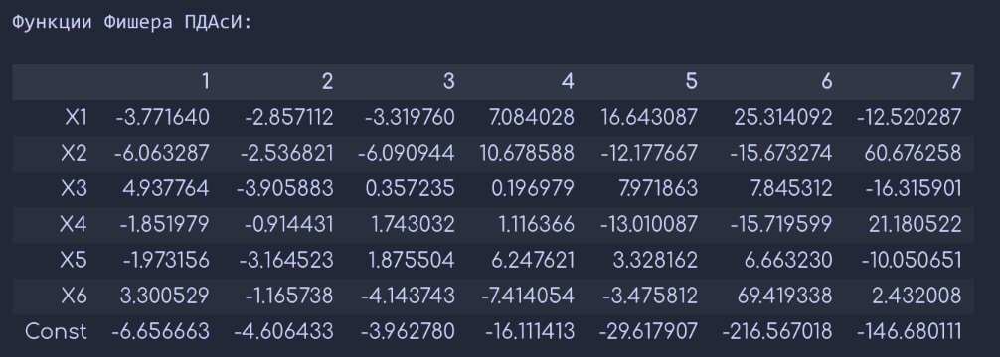 Функции Фишера ПДАсИ:
1 2 3 4 5 6 7
X1 -3.771640 -2.857112 -3.319760 7.084028 16.643087 25.314092 -12.520287
X2 -6.063287 -2.536821 -6.090944 10.678588 -12.177667 -15.673274 60.676258
X3 4.937764 -3.905883 0.357235 0.196979 7.971863 7.845312 -16.315901
X4 -1.851979 -0.914431 1.743032 1.116366 -13.010087 -15.719599 21.180522
X5 -1.973156 -3.164523 1.875504 6.247621 3.328162 6.663230 -10.050651
X6 3.300529 -1.165738 -4.143743 -7.414054 -3.475812 69.419338 2.432008
Const -6.656663 -4.606433 -3.962780 -16.111413 -29.617907 -216.567018 -146.680111